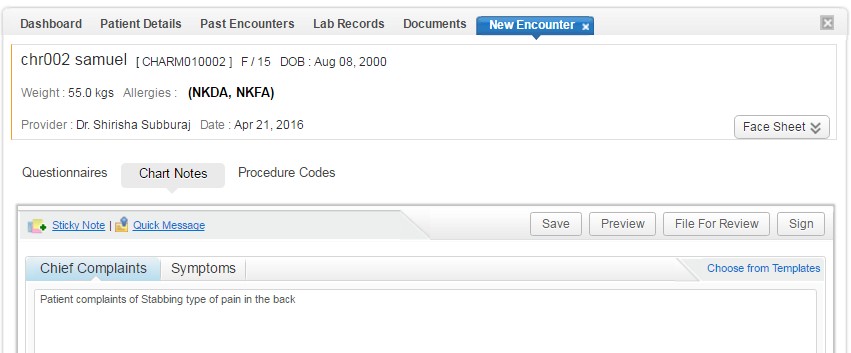 Dashboard Patient Details Past Encounters Lab Records Documents New Encounter x
chr002 samuel [ CHARM010002 ] F / 15 DOB : Aug 08, 2000
Weight : 55.0 kgs Allergies : (NKDA, NKFA)
Provider : Dr. Shirisha Subburaj Date : Apr 21, 2016
Face Sheet
Questionnaires Chart Notes Procedure Codes
Sticky Note | Quick Message Save Preview File For Review Sign
Chief Complaints Symptoms Choose from Templates
Patient complaints of Stabbing type of pain in the back